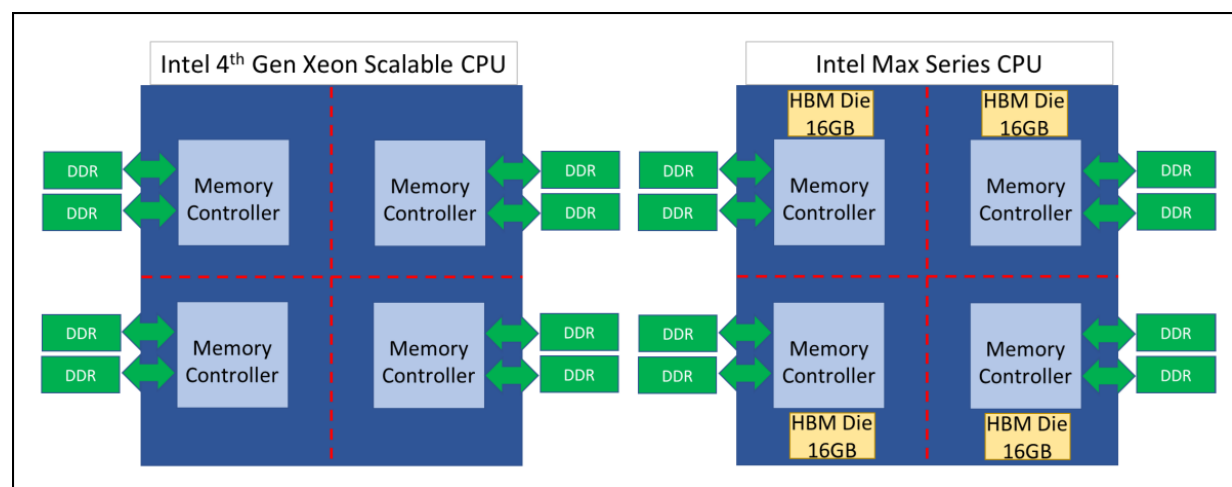 Intel 4th Gen Xeon Scalable CPU
DDR
DDR
Memory
Controller
Memory
Controller
DDR
DDR
DDR
DDR
Memory
Controller
Memory
Controller
DDR
DDR
Intel Max Series CPU
HBM Die
16GB
HBM Die
16GB
DDR
DDR
Memory
Controller
Memory
Controller
DDR
DDR
DDR
DDR
Memory
Controller
Memory
Controller
DDR
DDR
HBM Die
16GB
HBM Die
16GB